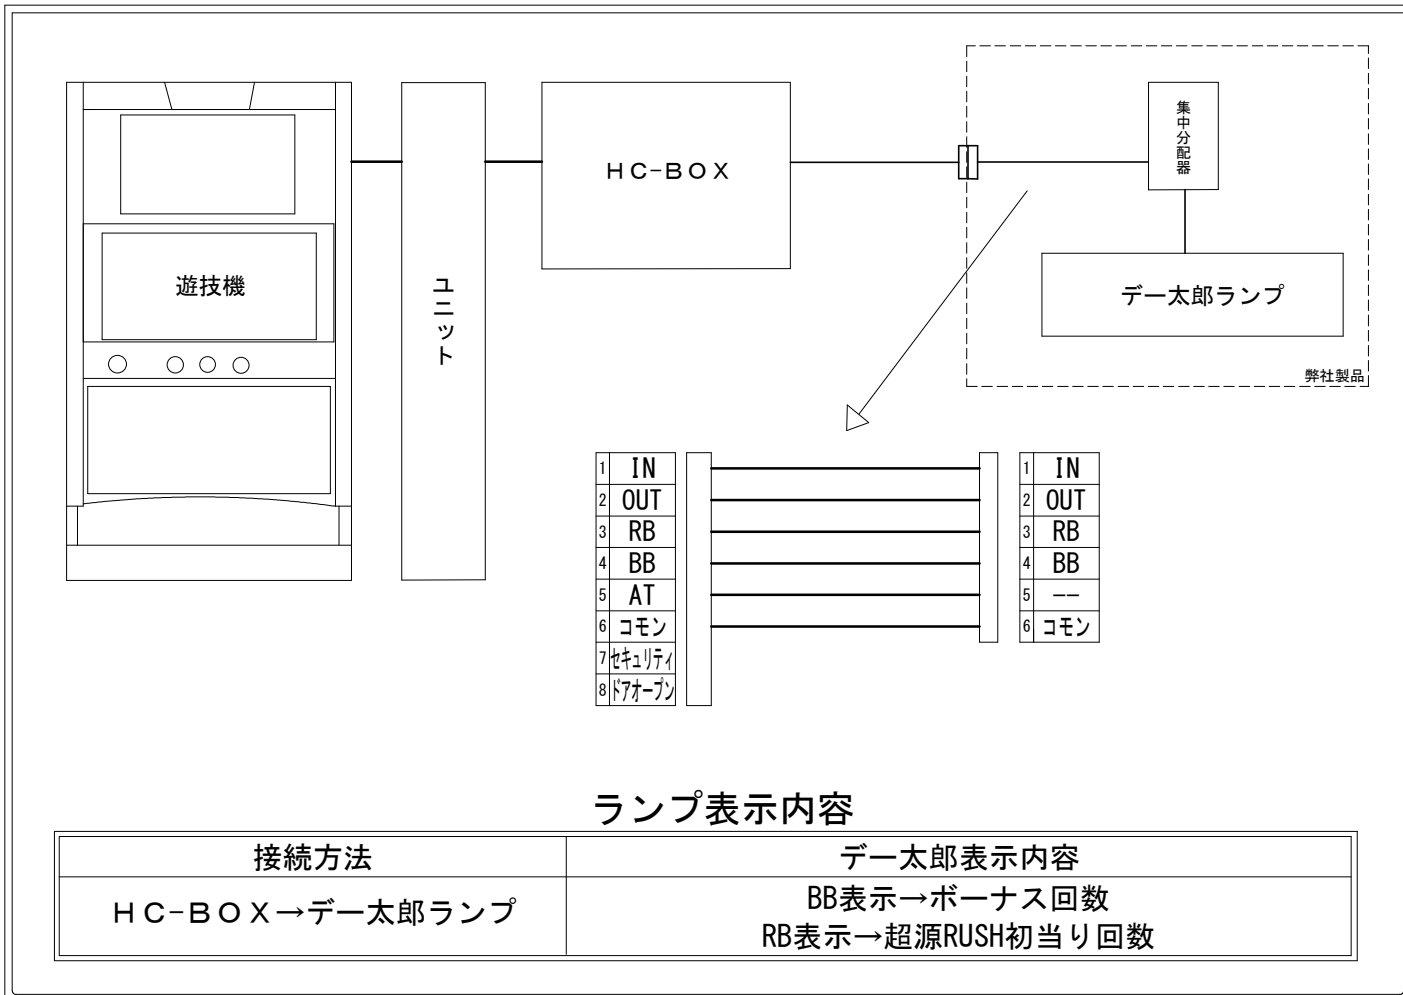 遊技機
ユニット
HC-BOX
集中分配器
デー太郎ランプ
弊社製品
1 IN
2 OUT
3 RB
4 BB
5 AT
6 コモン
7 セキュリティ
8 ドアオープン
1 IN
2 OUT
3 RB
4 BB
5 --
6 コモン
ランプ表示内容
接続方法 デー太郎表示内容
HC-BOX→デー太郎ランプ
BB表示→ボーナス回数
RB表示→超源RUSH初当り回数